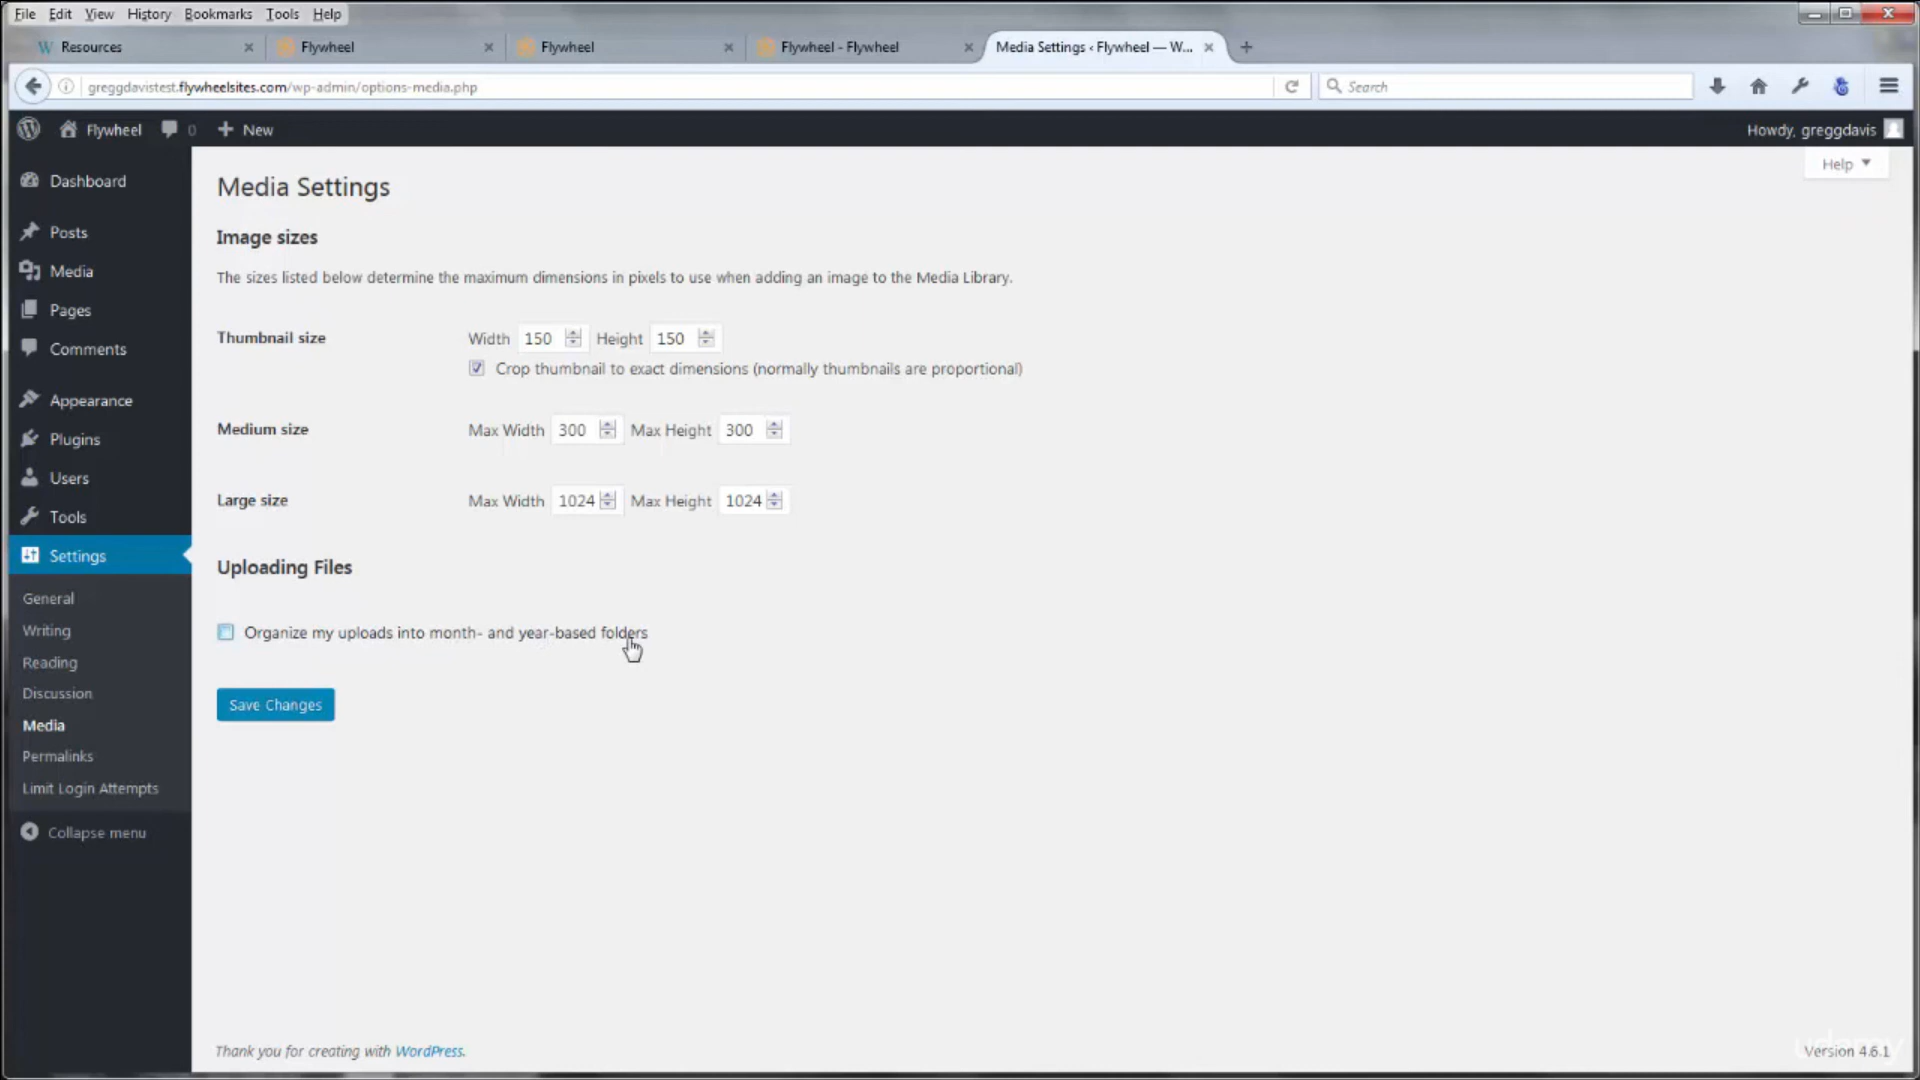 File Edit View History Bookmarks Tools Help
Resources Flywheel Flywheel Flywheel - Flywheel Media Settings ‹ Flywheel — W...
greggdavistest.flywheelsites.com/wp-admin/options-media.php Search
Flywheel 0 New Howdy, greggdavis
Help
Dashboard
Posts
Media
Pages
Comments
Appearance
Plugins
Users
Tools
Settings
General
Writing
Reading
Discussion
Media
Permalinks
Limit Login Attempts
Collapse menu
Media Settings
Image sizes
The sizes listed below determine the maximum dimensions in pixels to use when adding an image to the Media Library.
Thumbnail size Width 150 Height 150
Crop thumbnail to exact dimensions (normally thumbnails are proportional)
Medium size Max Width 300 Max Height 300
Large size Max Width 1024 Max Height 1024
Uploading Files
Organize my uploads into month- and year-based folders
Save Changes
Thank you for creating with WordPress.
Version 4.6.1
udemy